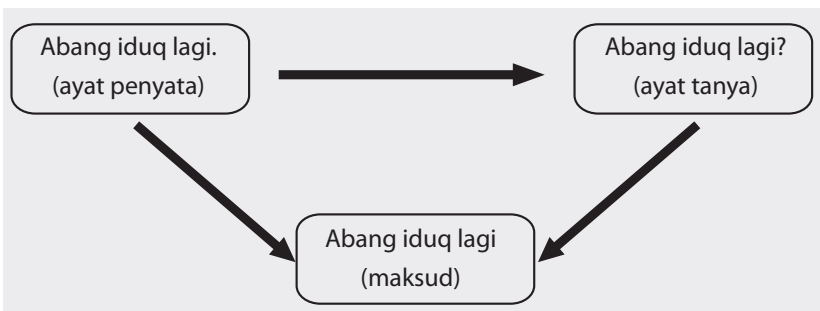 Abang iduq lagi.
(ayat penyata)
Abang iduq lagi?
(ayat tanya)
Abang iduq lagi
(maksud)